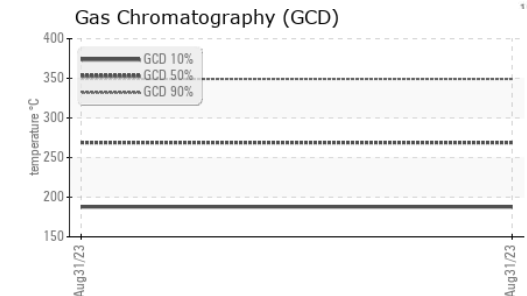 Gas Chromatography (GCD)
400
350
300
250
200
150
temperature °C
GCD 10%
GCD 50%
GCD 90%
Aug31/23
Aug31/23